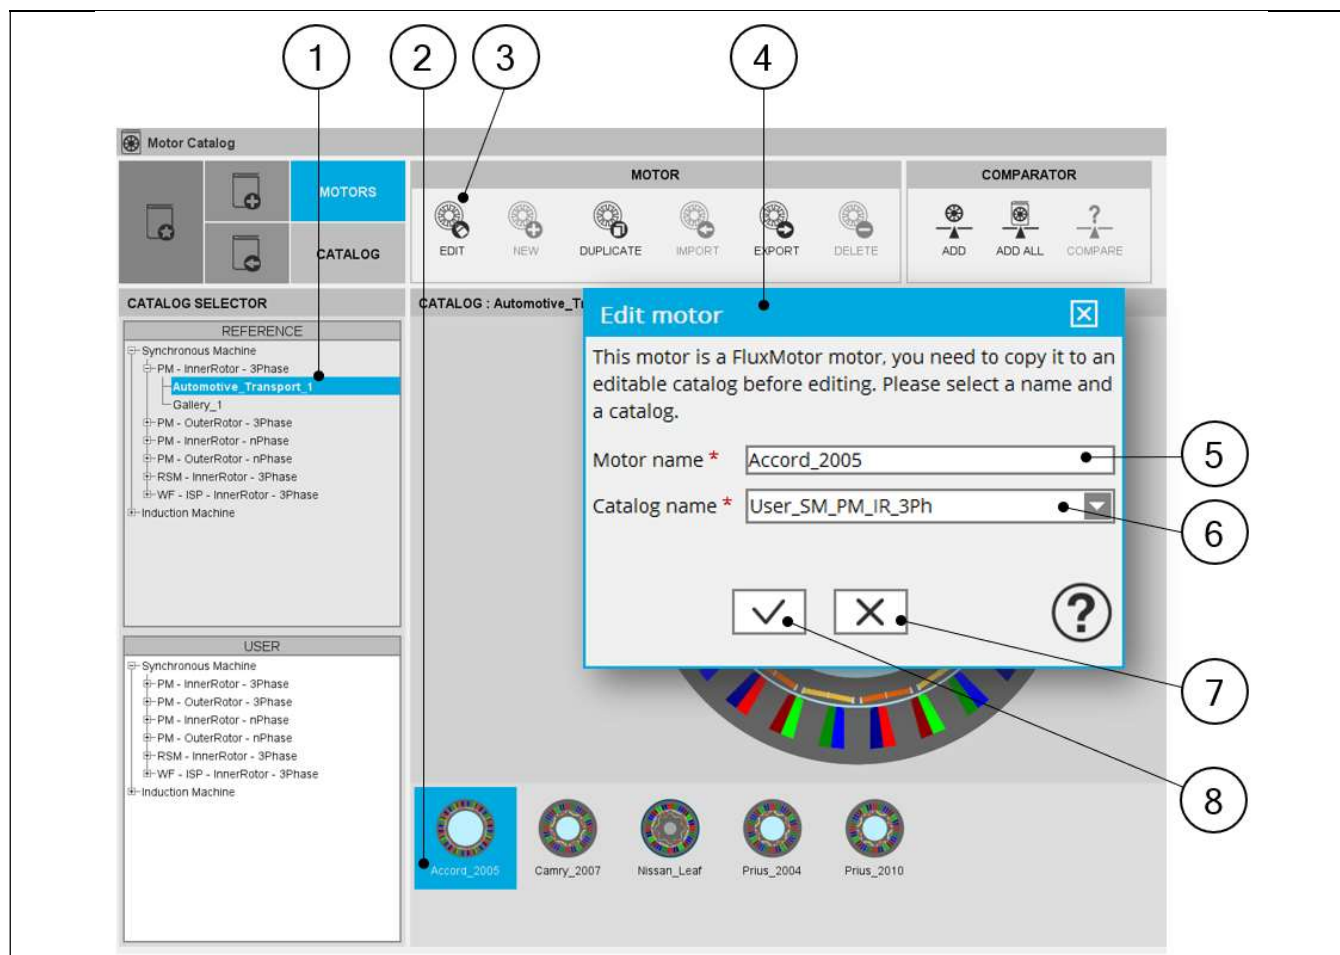 1 2 3 4
Motor Catalog
MOTORS
CATALOG
MOTOR
EDIT NEW DUPLICATE IMPORT EXPORT DELETE
COMPARATOR
ADD ADD ALL COMPARE
CATALOG SELECTOR
REFERENCE
Synchronous Machine
PM - InnerRotor - 3Phase
Automotive_Transport_1
Gallery_1
PM - OuterRotor - 3Phase
PM - InnerRotor - nPhase
PM - OuterRotor - nPhase
RSM - InnerRotor - 3Phase
WF - ISP - InnerRotor - 3Phase
Induction Machine
USER
Synchronous Machine
PM - InnerRotor - 3Phase
PM - OuterRotor - 3Phase
PM - InnerRotor - nPhase
PM - OuterRotor - nPhase
RSM - InnerRotor - 3Phase
WF - ISP - InnerRotor - 3Phase
Induction Machine
CATALOG : Automotive_Tr
Edit motor
This motor is a FluxMotor motor, you need to copy it to an
editable catalog before editing. Please select a name and
a catalog.
Motor name * Accord_2005
Catalog name * User_SM_PM_IR_3Ph
?
5
6
7
8
Accord_2005 Camry_2007 Nissan_Leaf Prius_2004 Prius_2010